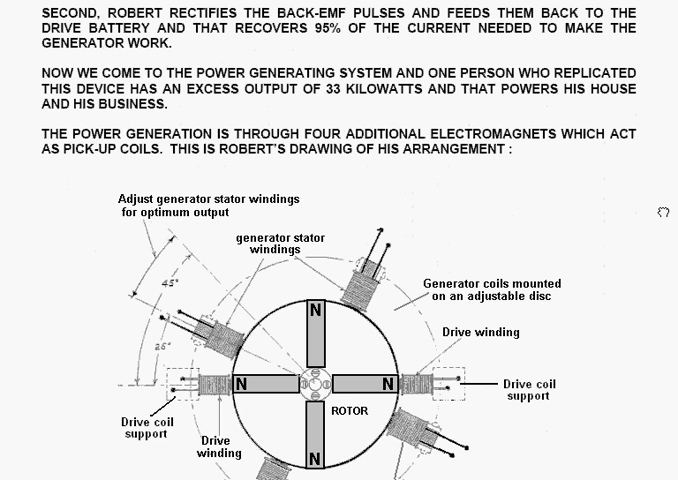 SECOND, ROBERT RECTIFIES THE BACK-EMF PULSES AND FEEDS THEM BACK TO THE
DRIVE BATTERY AND THAT RECOVERS 95% OF THE CURRENT NEEDED TO MAKE THE
GENERATOR WORK.
NOW WE COME TO THE POWER GENERATING SYSTEM AND ONE PERSON WHO REPLICATED
THIS DEVICE HAS AN EXCESS OUTPUT OF 33 KILOWATTS AND THAT POWERS HIS HOUSE
AND HIS BUSINESS.
THE POWER GENERATION IS THROUGH FOUR ADDITIONAL ELECTROMAGNETS WHICH ACT
AS PICK-UP COILS. THIS IS ROBERT'S DRAWING OF HIS ARRANGEMENT :
Adjust generator stator windings
for optimum output
generator stator
windings
45°
Generator coils mounted
on an adjustable disc
N
Drive winding
26°
N
N
Drive coil
support
ROTOR
Drive coil
support
Drive
winding
N